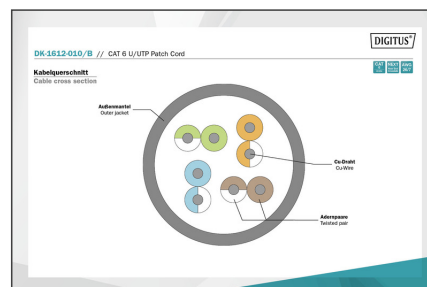 DIGITUS®
DK-1612-010/B // CAT 6 U/UTP Patch Cord
Kabelquerschnitt
Cable cross section
Außenmantel
Outer jacket
Cu-Draht
Cu-Wire
Adernpaare
Twisted pair